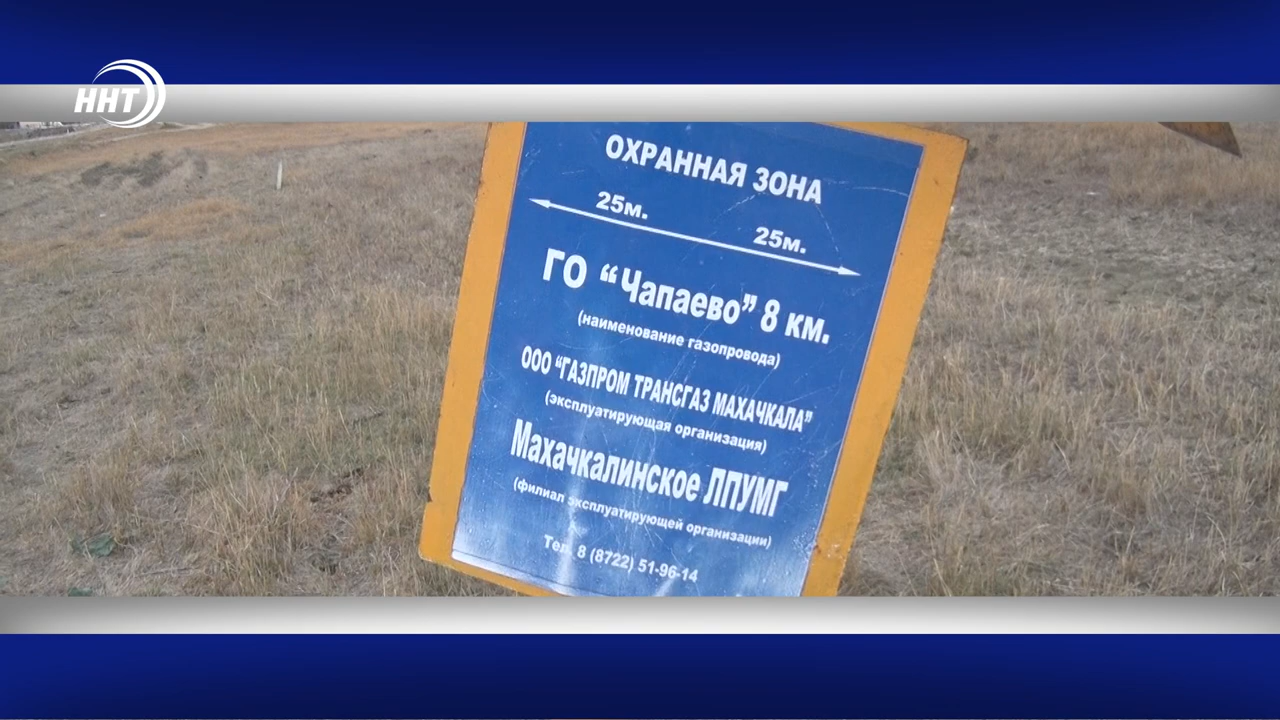 ННТ
ОХРАННАЯ ЗОНА
25м. 25м.
ГО “Чапаево” 8 км.
(наименование газопровода)
ООО “ГАЗПРОМ ТРАНСГАЗ МАХАЧКАЛА”
(эксплуатирующая организация)
Махачкалинское ЛПУМГ
(филиал эксплуатирующей организации)
Тел. 8 (8722) 51-96-14